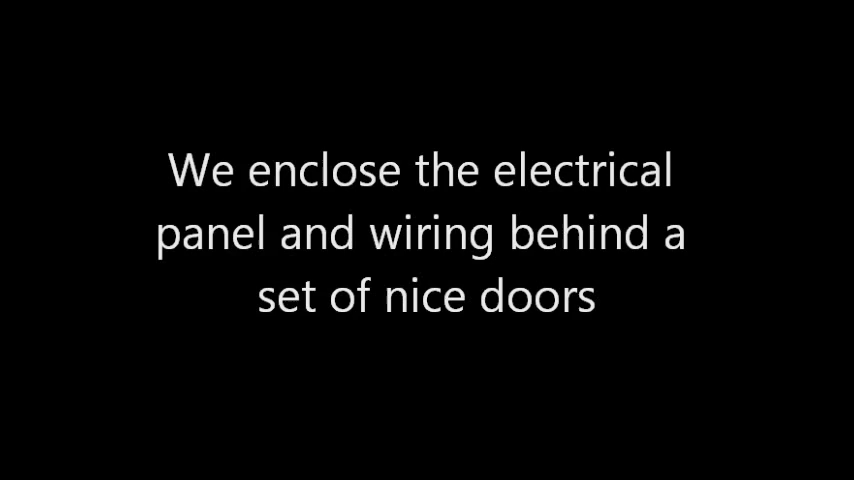 We enclose the electrical
panel and wiring behind a
set of nice doors